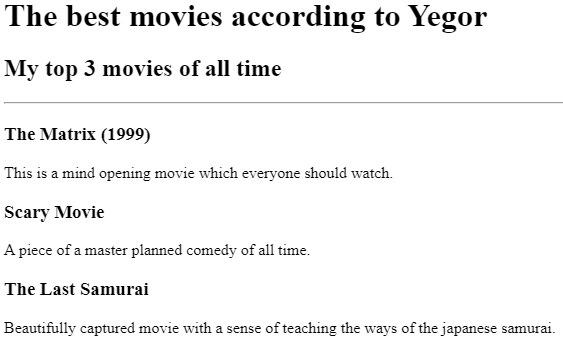 The best movies according to Yegor
My top 3 movies of all time
The Matrix (1999)
This is a mind opening movie which everyone should watch.
Scary Movie
A piece of a master planned comedy of all time.
The Last Samurai
Beautifully captured movie with a sense of teaching the ways of the japanese samurai.